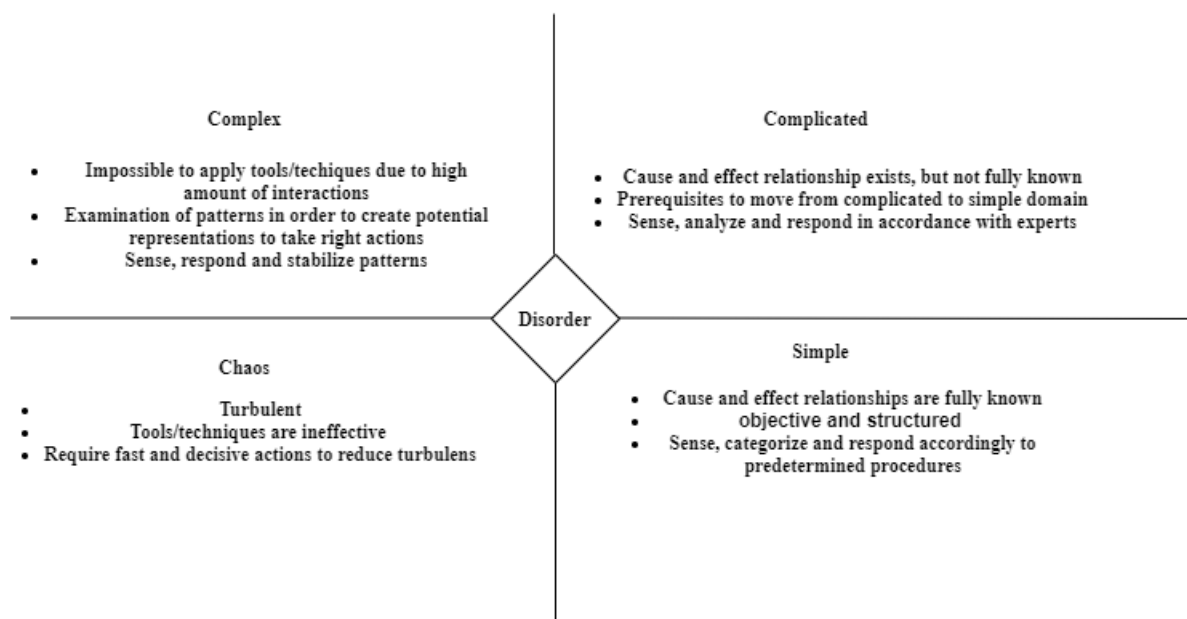 Complex
• Impossible to apply tools/techiques due to high
amount of interactions
• Examination of patterns in order to create potential
representations to take right actions
• Sense, respond and stabilize patterns
Complicated
• Cause and effect relationship exists, but not fully known
• Prerequisites to move from complicated to simple domain
• Sense, analyze and respond in accordance with experts
Disorder
Chaos
• Turbulent
• Tools/techniques are ineffective
• Require fast and decisive actions to reduce turbulens
Simple
• Cause and effect relationships are fully known
• objective and structured
• Sense, categorize and respond accordingly to
predetermined procedures